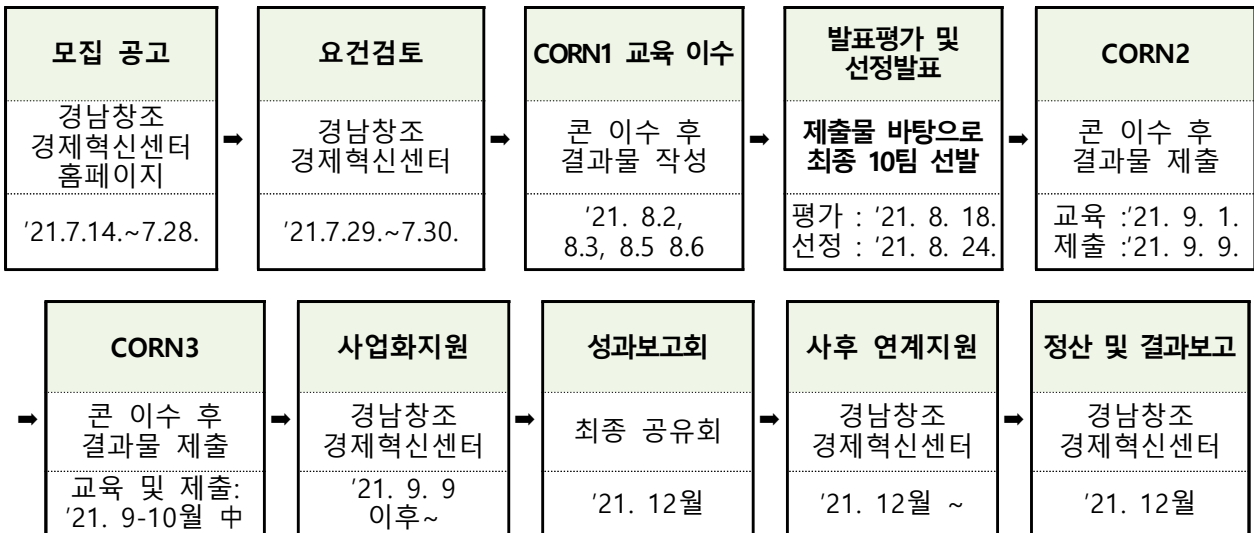 모집 공고
경남창조
경제혁신센터
홈페이지
'21.7.14.~7.28.
➡
요건검토
경남창조
경제혁신센터
'21.7.29.~7.30.
➡
CORN1 교육 이수
콘 이수 후
결과물 작성
'21. 8.2,
8.3, 8.5 8.6
➡
발표평가 및
선정발표
제출물 바탕으로
최종 10팀 선발
평가 : '21. 8. 18.
선정 : '21. 8. 24.
➡
CORN2
콘 이수 후
결과물 제출
교육 :'21. 9. 1.
제출 :'21. 9. 9.
➡
CORN3
콘 이수 후
결과물 제출
교육 및 제출:
'21. 9-10월 中
➡
사업화지원
경남창조
경제혁신센터
'21. 9. 9
이후~
➡
성과보고회
최종 공유회
'21. 12월
➡
사후 연계지원
경남창조
경제혁신센터
'21. 12월 ~
➡
정산 및 결과보고
경남창조
경제혁신센터
'21. 12월